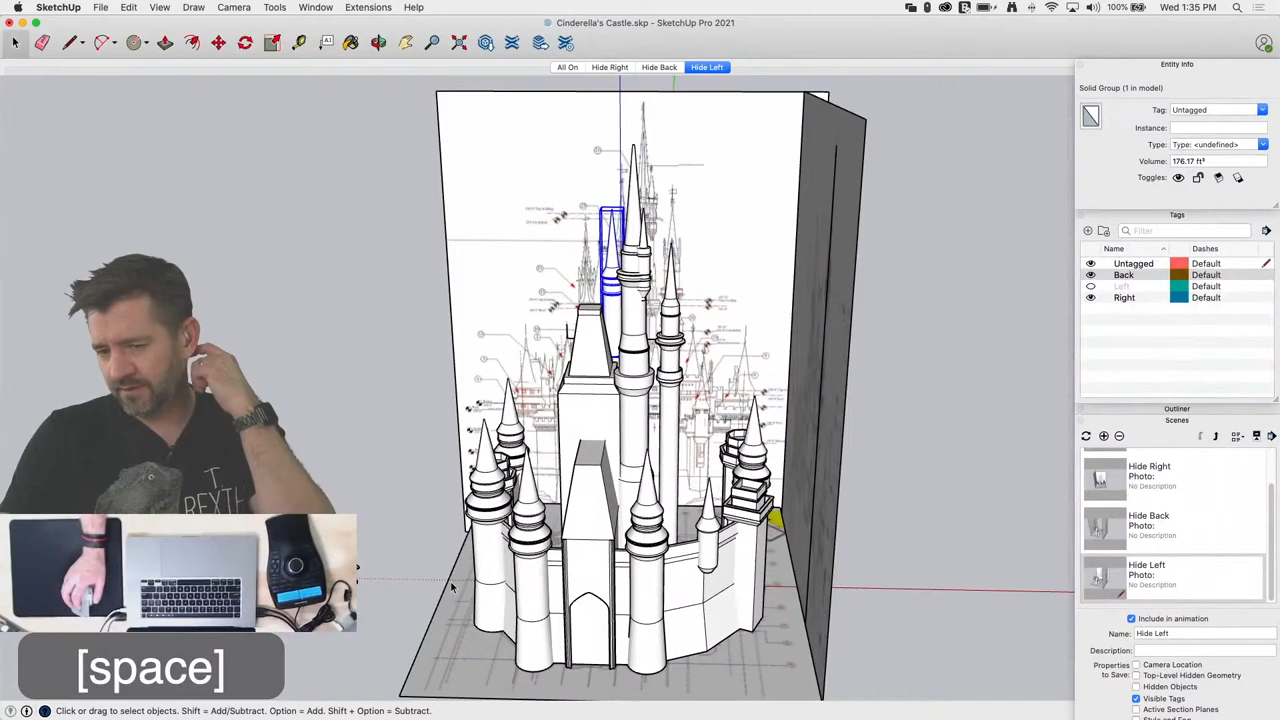 SketchUp File Edit View Draw Camera Tools Window Extensions Help
100% Wed 1:35 PM
Cinderella's Castle.skp - SketchUp Pro 2021
All On Hide Right Hide Back Hide Left
Entity Info
Solid Group (1 in model)
Tag: Untagged
Instance:
Type: Type: <undefined>
Volume: 176.17 ft³
Toggles:
Tags
Filter
Name Dashes
Untagged Default
Back Default
Left Default
Right Default
Outliner
Scenes
Hide Right
Photo:
No Description
Hide Back
Photo:
No Description
Hide Left
Photo:
No Description
Include in animation
Name: Hide Left
Description:
Properties to Save:
Camera Location
Top-Level Hidden Geometry
Hidden Objects
Visible Tags
Active Section Planes
T.
REXT
[space]
Click or drag to select objects. Shift = Add/Subtract. Option = Add. Shift + Option = Subtract.